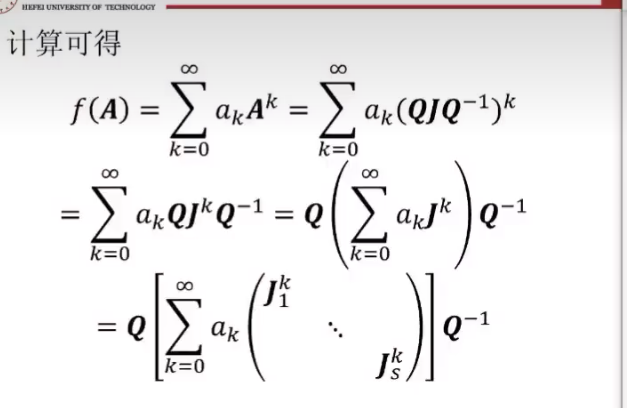 HEFEI UNIVERSITY OF TECHNOLOGY
计算可得
f(A) = ∑_{k=0}^{∞} a_k A^k = ∑_{k=0}^{∞} a_k (QJQ^{-1})^k
= ∑_{k=0}^{∞} a_k QJ^k Q^{-1} = Q ( ∑_{k=0}^{∞} a_k J^k ) Q^{-1}
= Q [ ∑_{k=0}^{∞} a_k ( J_1^k ⋱ J_s^k ) ] Q^{-1}